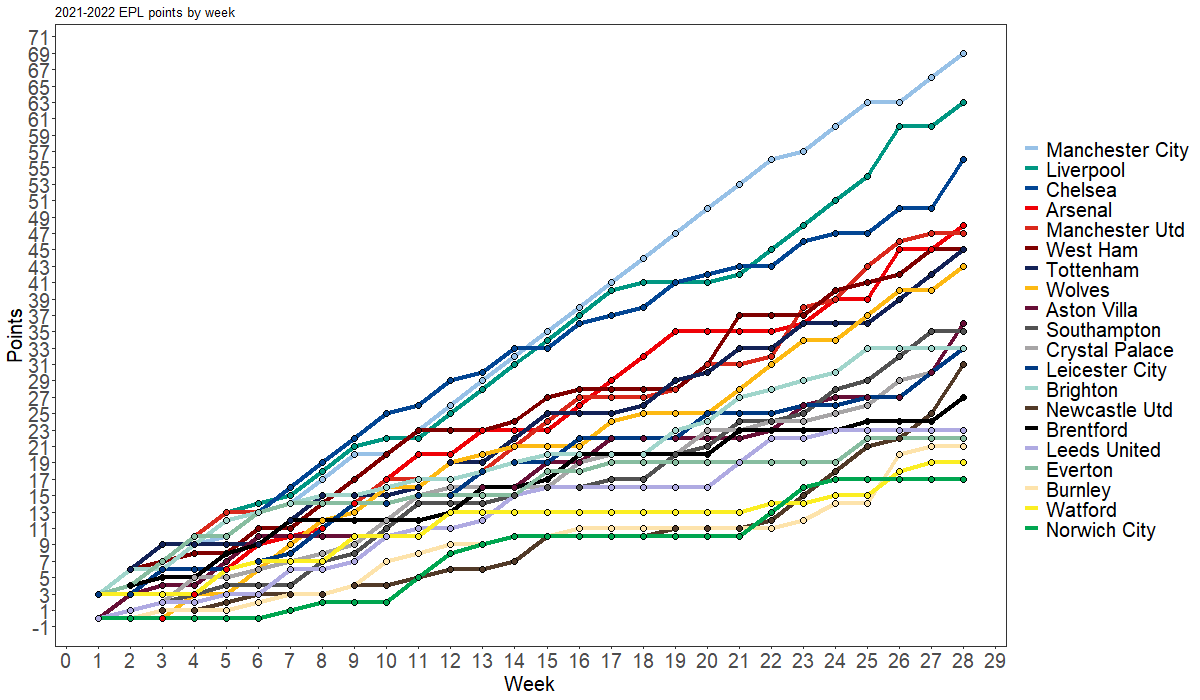 2021-2022 EPL points by week
71
69
67
65
63
61
59
57
55
53
51
49
47
45
43
41
39
37
35
33
31
29
27
25
23
21
19
17
15
13
11
9
7
5
3
1
-1
Points
0 1 2 3 4 5 6 7 8 9 10 11 12 13 14 15 16 17 18 19 20 21 22 23 24 25 26 27 28 29
Week
Manchester City
Liverpool
Chelsea
Arsenal
Manchester Utd
West Ham
Tottenham
Wolves
Aston Villa
Southampton
Crystal Palace
Leicester City
Brighton
Newcastle Utd
Brentford
Leeds United
Everton
Burnley
Watford
Norwich City